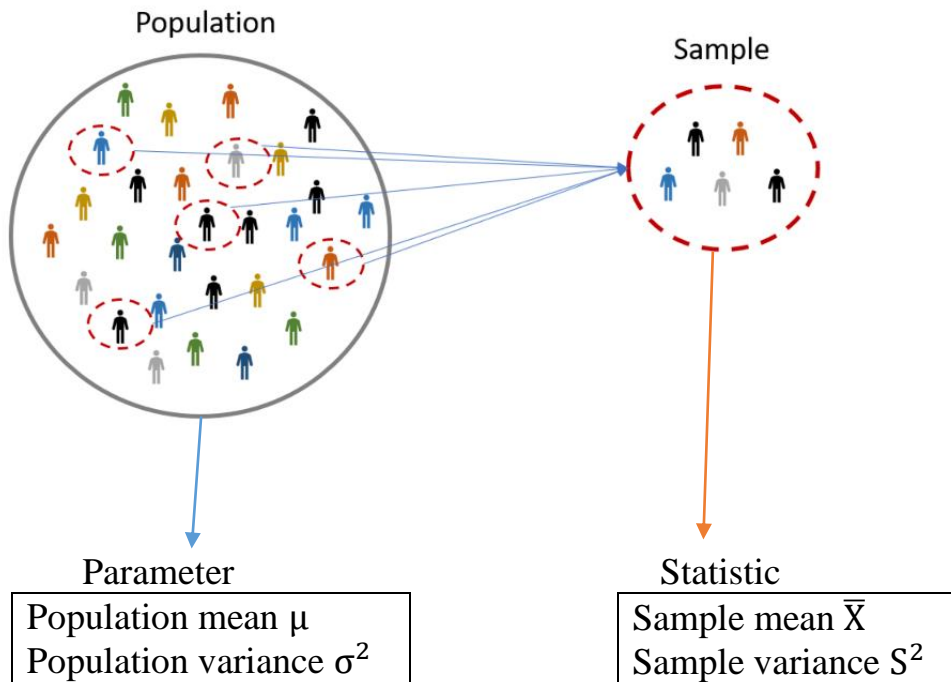 Population
Sample
Parameter
Population mean μ
Population variance σ²
Statistic
Sample mean X̅
Sample variance S²